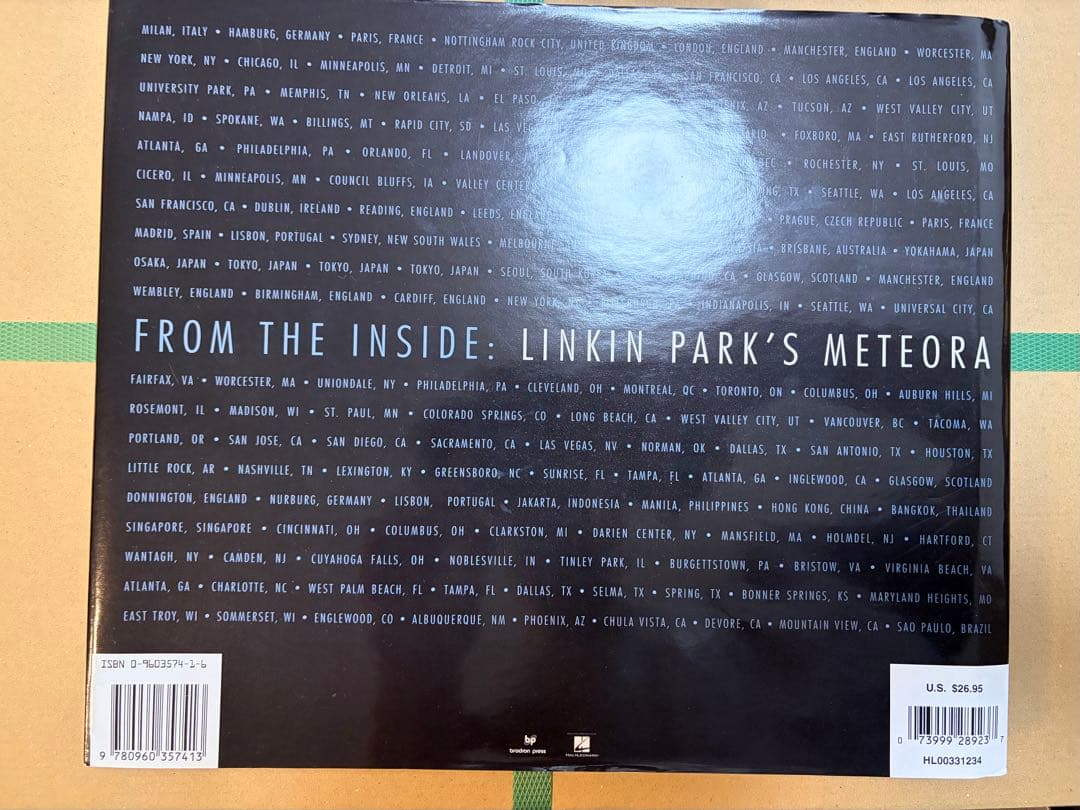 MILAN, ITALY • HAMBURG, GERMANY • PARIS, FRANCE • NOTTINGHAM ROCK CITY, UNITED KINGDOM • LONDON, ENGLAND • MANCHESTER, ENGLAND • WORCESTER, MA
NEW YORK, NY • CHICAGO, IL • MINNEAPOLIS, MN • DETROIT, MI • ST. LOUIS, SAN FRANCISCO, CA • LOS ANGELES, CA • LOS ANGELES, CA
UNIVERSITY PARK, PA • MEMPHIS, TN • NEW ORLEANS, LA • EL PASO, PHOENIX, AZ • TUCSON, AZ • WEST VALLEY CITY, UT
NAMPA, ID • SPOKANE, WA • BILLINGS, MT • RAPID CITY, SD • LAS VEGAS • FOXBORO, MA • EAST RUTHERFORD, NJ
ATLANTA, GA • PHILADELPHIA, PA • ORLANDO, FL • LANDOVER, • ROCHESTER, NY • ST. LOUIS, MO
CICERO, IL • MINNEAPOLIS, MN • COUNCIL BLUFFS, IA • VALLEY CENTER TX • SEATTLE, WA • LOS ANGELES, CA
SAN FRANCISCO, CA • DUBLIN, IRELAND • READING, ENGLAND • LEEDS, ENGLAND • PRAGUE, CZECH REPUBLIC • PARIS, FRANCE
MADRID, SPAIN • LISBON, PORTUGAL • SYDNEY, NEW SOUTH WALES • MELBOURNE • BRISBANE, AUSTRALIA • YOKAHAMA, JAPAN
OSAKA, JAPAN • TOKYO, JAPAN • TOKYO, JAPAN • TOKYO, JAPAN • SEOUL, SOUTH CA • GLASGOW, SCOTLAND • MANCHESTER, ENGLAND
WEMBLEY, ENGLAND • BIRMINGHAM, ENGLAND • CARDIFF, ENGLAND • NEW YORK, NY • INDIANAPOLIS, IN • SEATTLE, WA • UNIVERSAL CITY, CA
FROM THE INSIDE: LINKIN PARK'S METEORA
FAIRFAX, VA • WORCESTER, MA • UNIONDALE, NY • PHILADELPHIA, PA • CLEVELAND, OH • MONTREAL, QC • TORONTO, ON • COLUMBUS, OH • AUBURN HILLS, MI
ROSEMONT, IL • MADISON, WI • ST. PAUL, MN • COLORADO SPRINGS, CO • LONG BEACH, CA • WEST VALLEY CITY, UT • VANCOUVER, BC • TACOMA, WA
PORTLAND, OR • SAN JOSE, CA • SAN DIEGO, CA • SACRAMENTO, CA • LAS VEGAS, NV • NORMAN, OK • DALLAS, TX • SAN ANTONIO, TX • HOUSTON, TX
LITTLE ROCK, AR • NASHVILLE, TN • LEXINGTON, KY • GREENSBORO, NC • SUNRISE, FL • TAMPA, FL • ATLANTA, GA • INGLEWOOD, CA • GLASGOW, SCOTLAND
DONNINGTON, ENGLAND • NURBURG, GERMANY • LISBON, PORTUGAL • JAKARTA, INDONESIA • MANILA, PHILIPPINES • HONG KONG, CHINA • BANGKOK, THAILAND
SINGAPORE, SINGAPORE • CINCINNATI, OH • COLUMBUS, OH • CLARKSTON, MI • DARIEN CENTER, NY • MANSFIELD, MA • HOLMDEL, NJ • HARTFORD, CT
WANTAGH, NY • CAMDEN, NJ • CUYAHOGA FALLS, OH • NOBLESVILLE, IN • TINLEY PARK, IL • BURGETTSTOWN, PA • BRISTOW, VA • VIRGINIA BEACH, VA
ATLANTA, GA • CHARLOTTE, NC • WEST PALM BEACH, FL • TAMPA, FL • DALLAS, TX • SELMA, TX • SPRING, TX • BONNER SPRINGS, KS • MARYLAND HEIGHTS, MO
EAST TROY, WI • SOMMERSET, WI • ENGLEWOOD, CO • ALBUQUERQUE, NM • PHOENIX, AZ • CHULA VISTA, CA • DEVORE, CA • MOUNTAIN VIEW, CA • SAO PAULO, BRAZIL
ISBN 0-9603574-1-6
9 780960 357413
bp
bradson press
HAL•LEONARD
U.S. $26.95
0 73999 28923 7
HL00331234